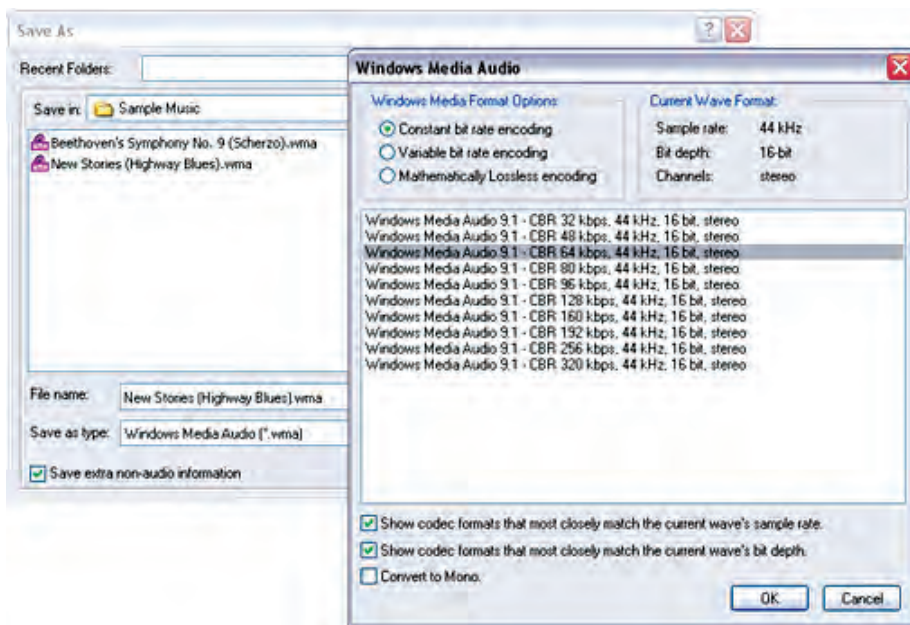 Save As
Recent Folders:
Save in: Sample Music
Beethoven's Symphony No. 9 (Scherzo).wma
New Stories (Highway Blues).wma
File name: New Stories (Highway Blues).wma
Save as type: Windows Media Audio (*.wma)
Save extra non-audio information
Windows Media Audio
Windows Media Format Options:
Constant bit rate encoding
Variable bit rate encoding
Mathematically Lossless encoding
Current Wave Format:
Sample rate: 44 kHz
Bit depth: 16-bit
Channels: stereo
Windows Media Audio 9.1 - CBR 32 kbps, 44 kHz, 16 bit, stereo
Windows Media Audio 9.1 - CBR 48 kbps, 44 kHz, 16 bit, stereo
Windows Media Audio 9.1 - CBR 64 kbps, 44 kHz, 16 bit, stereo
Windows Media Audio 9.1 - CBR 80 kbps, 44 kHz, 16 bit, stereo
Windows Media Audio 9.1 - CBR 96 kbps, 44 kHz, 16 bit, stereo
Windows Media Audio 9.1 - CBR 128 kbps, 44 kHz, 16 bit, stereo
Windows Media Audio 9.1 - CBR 160 kbps, 44 kHz, 16 bit, stereo
Windows Media Audio 9.1 - CBR 192 kbps, 44 kHz, 16 bit, stereo
Windows Media Audio 9.1 - CBR 256 kbps, 44 kHz, 16 bit, stereo
Windows Media Audio 9.1 - CBR 320 kbps, 44 kHz, 16 bit, stereo
Show codec formats that most closely match the current wave's sample rate.
Show codec formats that most closely match the current wave's bit depth.
Convert to Mono.
OK Cancel